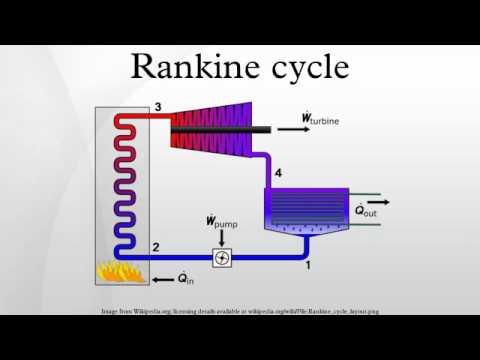 Rankine cycle
3
Ẇturbine
4
Q̇out
Ẇpump
2
1
Q̇in
Image from Wikipedia.org, licensing details available at wikipedia.org/wiki/File:Rankine_cycle_layout.png